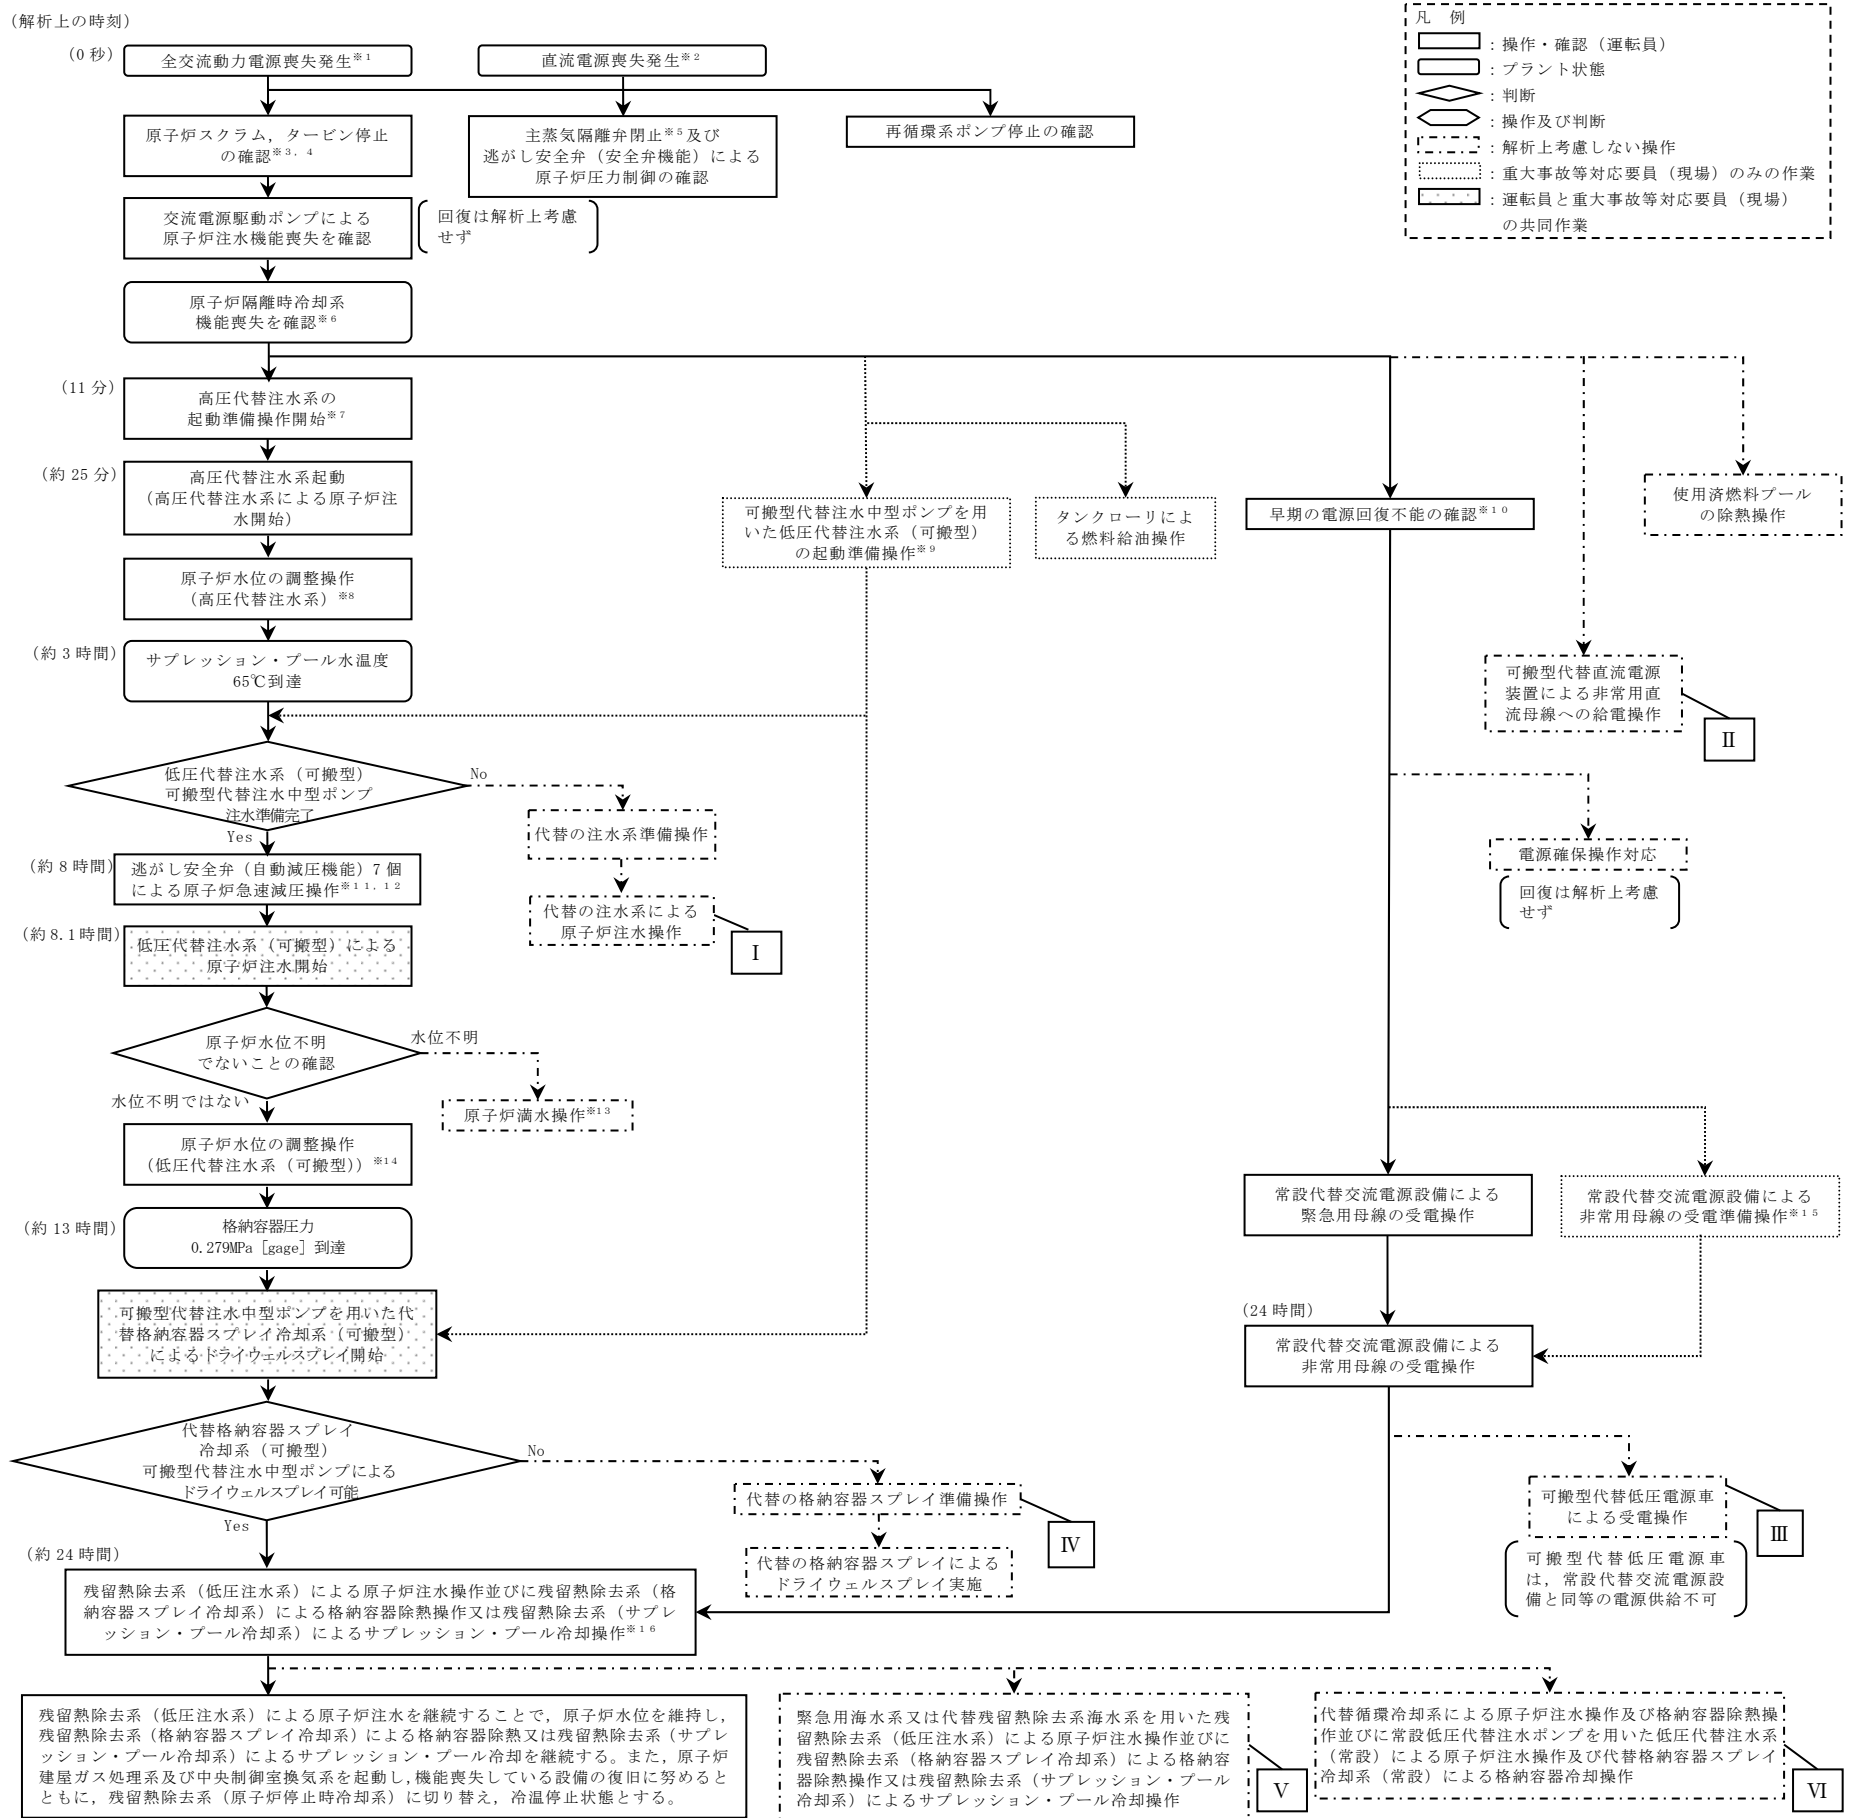 （解析上の時刻）
（0 秒）
全交流動力電源喪失発生※１
直流電源喪失発生※２
凡　例
：操作・確認（運転員）
：プラント状態
：判断
：操作及び判断
：解析上考慮しない操作
：重大事故等対応要員（現場）のみの作業
：運転員と重大事故等対応要員（現場）
の共同作業
原子炉スクラム，タービン停止
の確認※３，４
主蒸気隔離弁閉止※５及び
逃がし安全弁（安全弁機能）による
原子炉圧力制御の確認
再循環系ポンプ停止の確認
交流電源駆動ポンプによる
原子炉注水機能喪失を確認
回復は解析上考慮
せず
原子炉隔離時冷却系
機能喪失を確認※６
（11 分）
高圧代替注水系の
起動準備操作開始※７
（約 25 分）
高圧代替注水系起動
（高圧代替注水系による原子炉注
水開始）
可搬型代替注水中型ポンプを用
いた低圧代替注水系（可搬型）
の起動準備操作※９
タンクローリによ
る燃料給油操作
早期の電源回復不能の確認※１０
使用済燃料プール
の除熱操作
原子炉水位の調整操作
（高圧代替注水系）※8
（約 3 時間）
サプレッション・プール水温度
65℃到達
可搬型代替直流電源
装置による非常用直
流母線への給電操作
Ⅱ
低圧代替注水系（可搬型）
可搬型代替注水中型ポンプ
注水準備完了
No
Yes
代替の注水系準備操作
電源確保操作対応
回復は解析上考慮
せず
（約 8 時間）
逃がし安全弁（自動減圧機能）7 個
による原子炉急速減圧操作※１１，１２
代替の注水系による
原子炉注水操作
Ⅰ
（約 8.1 時間）
低圧代替注水系（可搬型）による
原子炉注水開始
原子炉水位不明
でないことの確認
水位不明
水位不明ではない
原子炉満水操作※13
原子炉水位の調整操作
（低圧代替注水系（可搬型））※14
常設代替交流電源設備による
緊急用母線の受電操作
常設代替交流電源設備による
非常用母線の受電準備操作※１５
（約 13 時間）
格納容器圧力
0.279MPa［gage］到達
可搬型代替注水中型ポンプを用いた代
替格納容器スプレイ冷却系（可搬型）
によるドライウェルスプレイ開始
（24 時間）
常設代替交流電源設備による
非常用母線の受電操作
代替格納容器スプレイ
冷却系（可搬型）
可搬型代替注水中型ポンプによる
ドライウェルスプレイ可能
No
Yes
代替の格納容器スプレイ準備操作
Ⅳ
代替の格納容器スプレイによる
ドライウェルスプレイ実施
可搬型代替低圧電源車
による受電操作
Ⅲ
可搬型代替低圧電源車
は，常設代替交流電源設
備と同等の電源供給不可
（約 24 時間）
残留熱除去系（低圧注水系）による原子炉注水操作並びに残留熱除去系（格
納容器スプレイ冷却系）による格納容器除熱操作又は残留熱除去系（サプレ
ッション・プール冷却系）によるサプレッション・プール冷却操作※１６
残留熱除去系（低圧注水系）による原子炉注水を継続することで，原子炉水位を維持し，
残留熱除去系（格納容器スプレイ冷却系）による格納容器除熱又は残留熱除去系（サプレ
ッション・プール冷却系）によるサプレッション・プール冷却を継続する。また，原子炉
建屋ガス処理系及び中央制御室換気系を起動し，機能喪失している設備の復旧に努めると
ともに，残留熱除去系（原子炉停止時冷却系）に切り替え，冷温停止状態とする。
緊急用海水系又は代替残留熱除去系海水系を用いた残
留熱除去系（低圧注水系）による原子炉注水操作並びに
残留熱除去系（格納容器スプレイ冷却系）による格納容
器除熱操作又は残留熱除去系（サプレッション・プール
冷却系）によるサプレッション・プール冷却操作
Ⅴ
代替循環冷却系による原子炉注水操作及び格納容器除熱操
作並びに常設低圧代替注水ポンプを用いた低圧代替注水系
（常設）による原子炉注水操作及び代替格納容器スプレイ
冷却系（常設）による格納容器冷却操作
Ⅵ